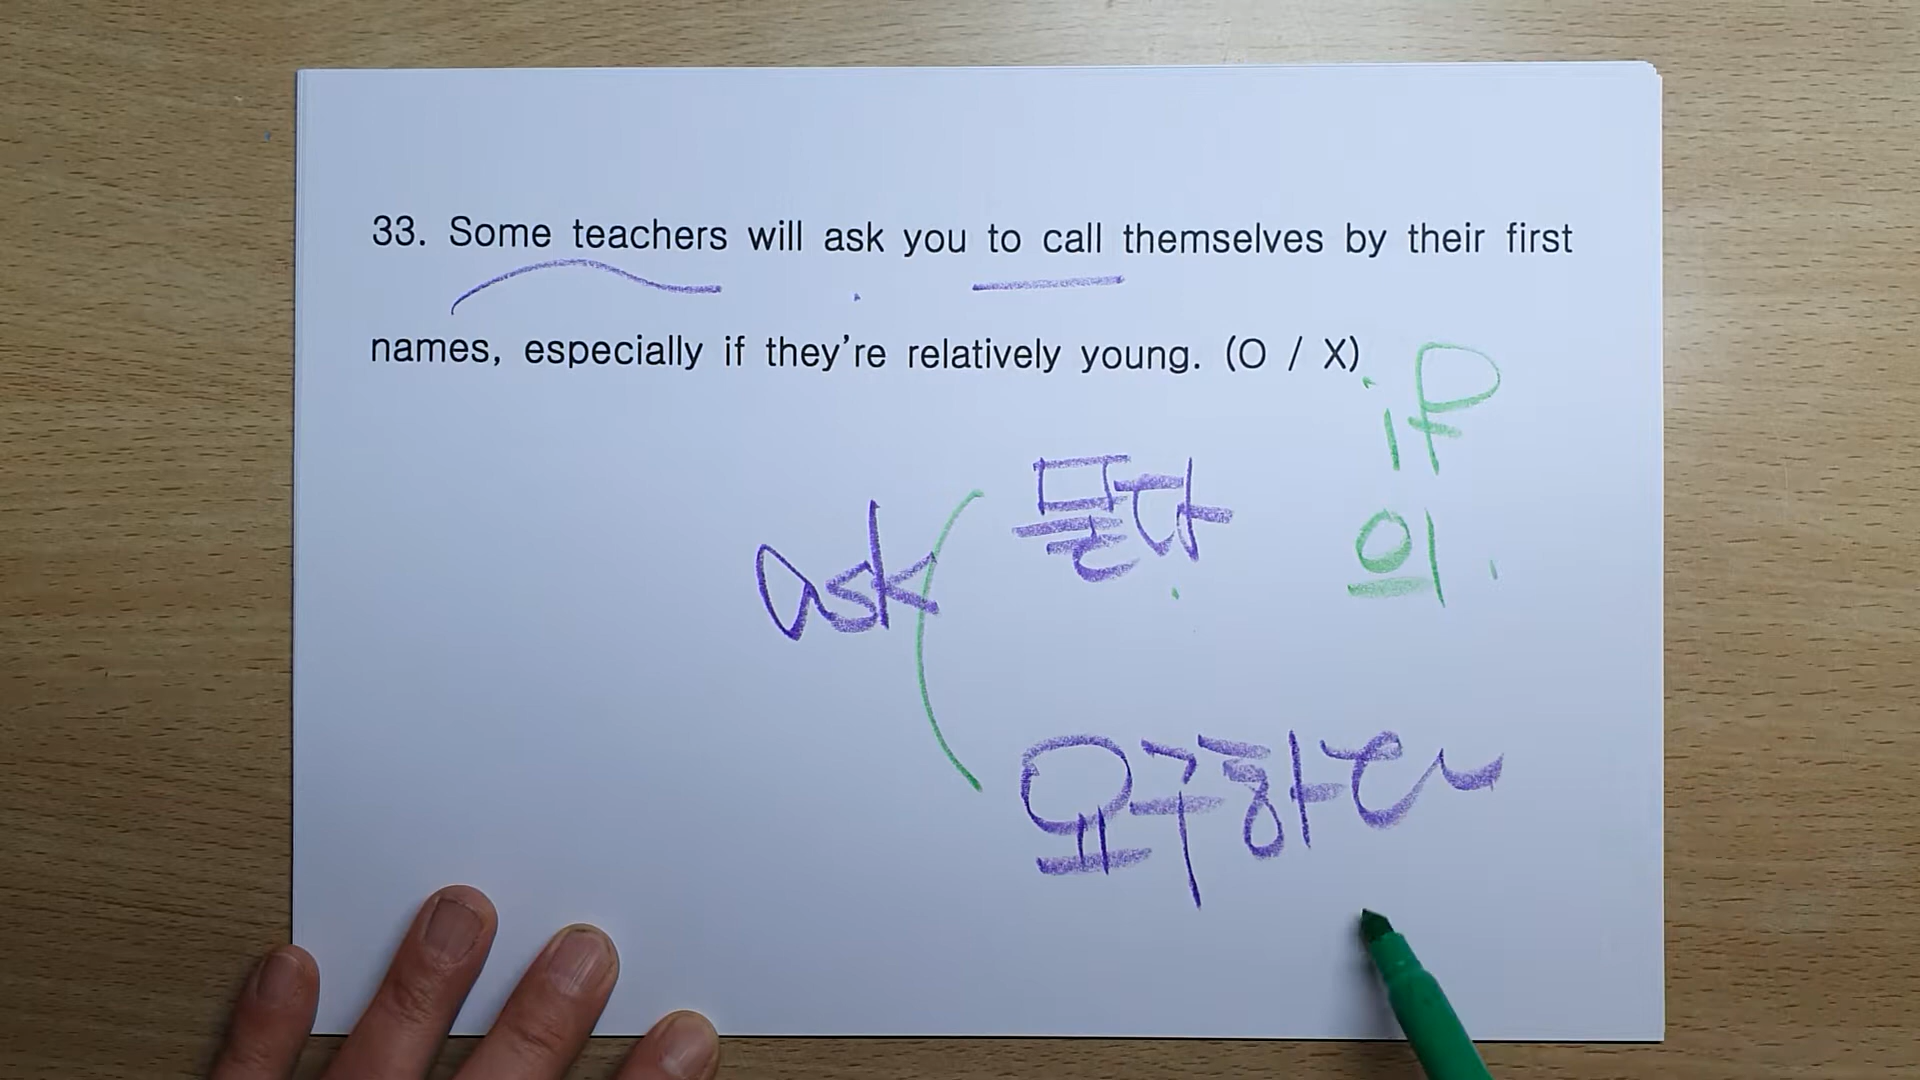 33. Some teachers will ask you to call themselves by their first
names, especially if they're relatively young. (O / X)
if
의
ask
묻다
요구하다